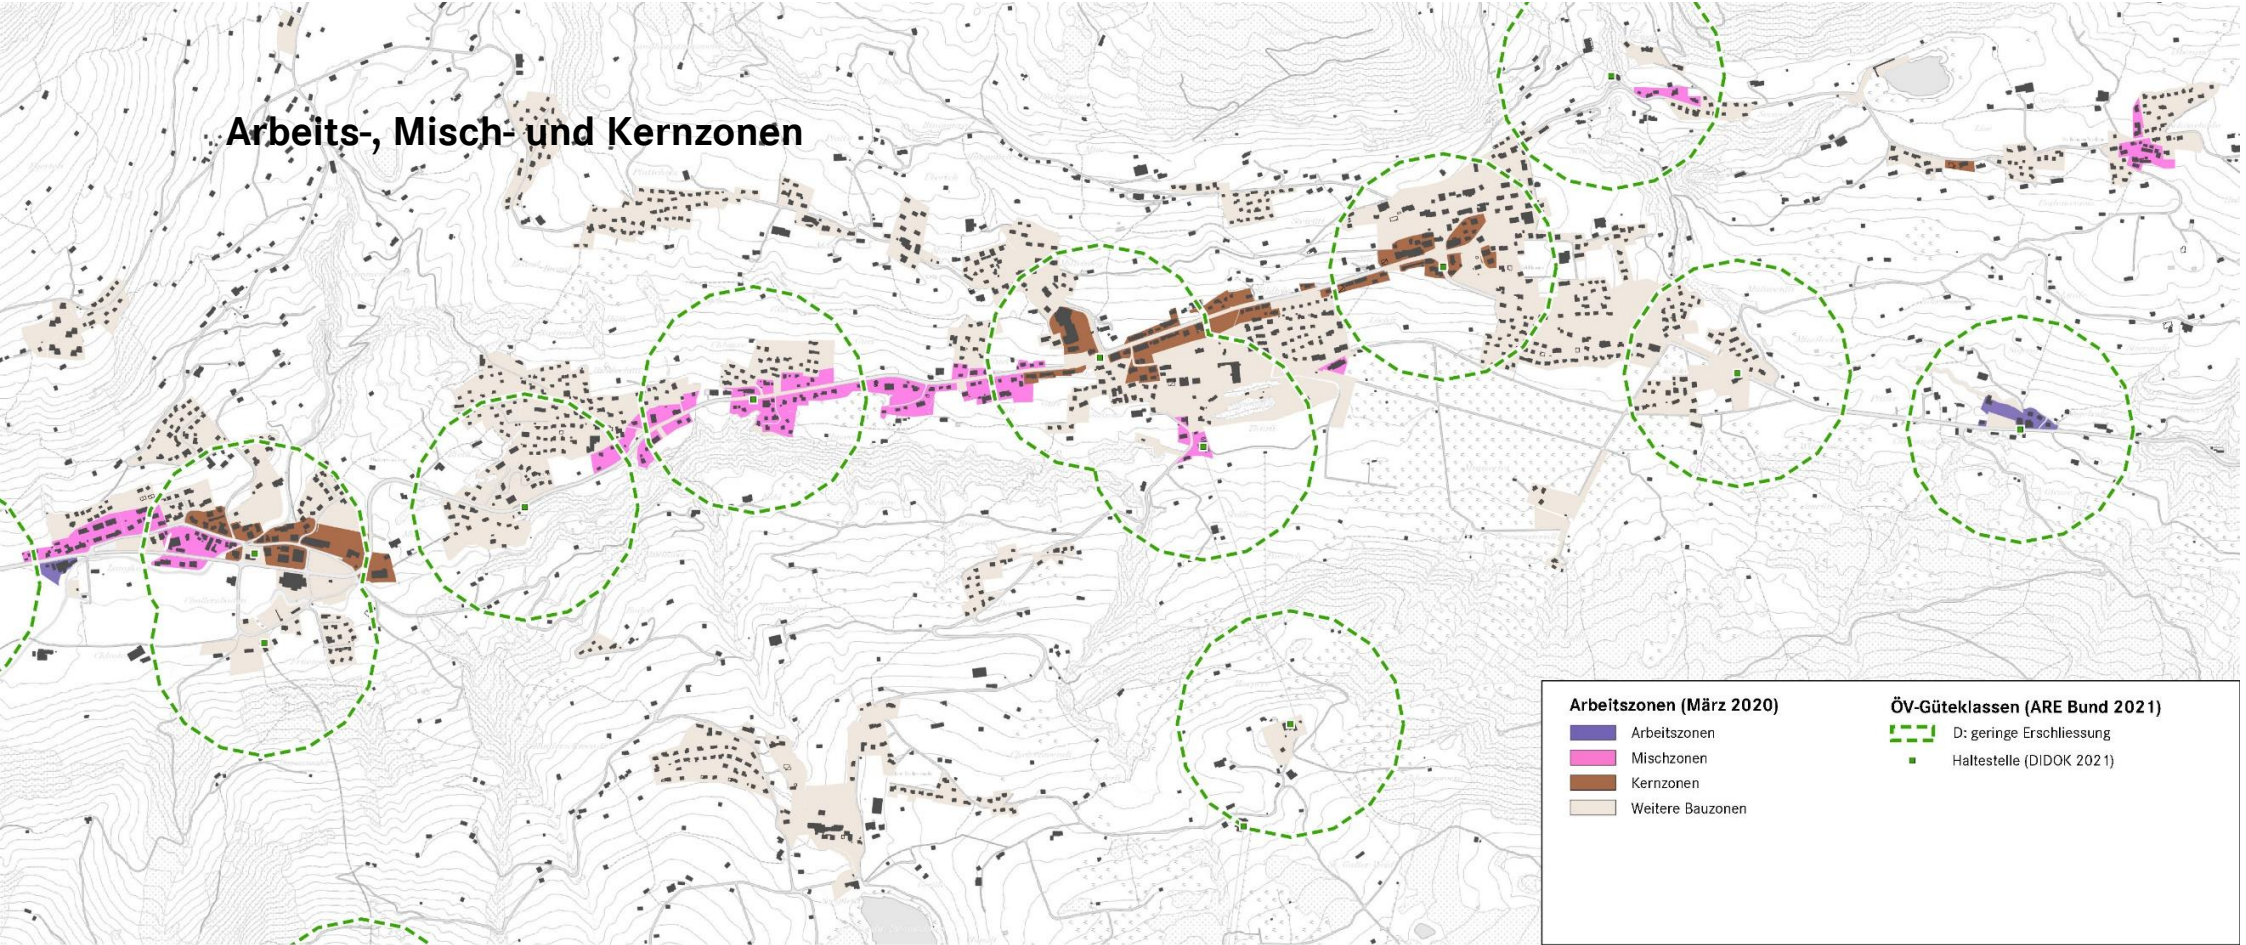 Arbeits-, Misch- und Kernzonen
Arbeitszonen (März 2020)
Arbeitszonen
Mischzonen
Kernzonen
Weitere Bauzonen
ÖV-Güteklassen (ARE Bund 2021)
D: geringe Erschliessung
Haltestelle (DIDOK 2021)